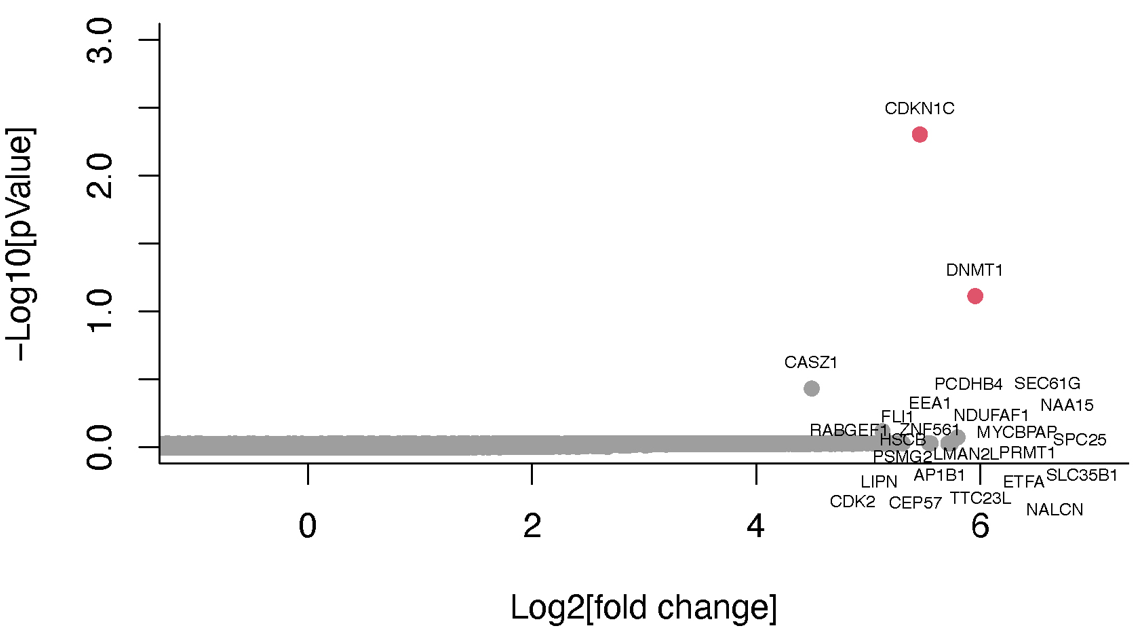 3.0
CDKN1C
2.0
–Log10[pValue]
DNMT1
1.0
CASZ1
PCDHB4 SEC61G
EEA1 NAA15
FLI1 NDUFAF1
RABGEF1 ZNF561 MYCBPAP
0.0 HSCB SPC25
PSMG2 LMAN2L PRMT1
LIPN AP1B1 ETFA SLC35B1
CDK2 CEP57 TTC23L NALCN
0 2 4 6
Log2[fold change]